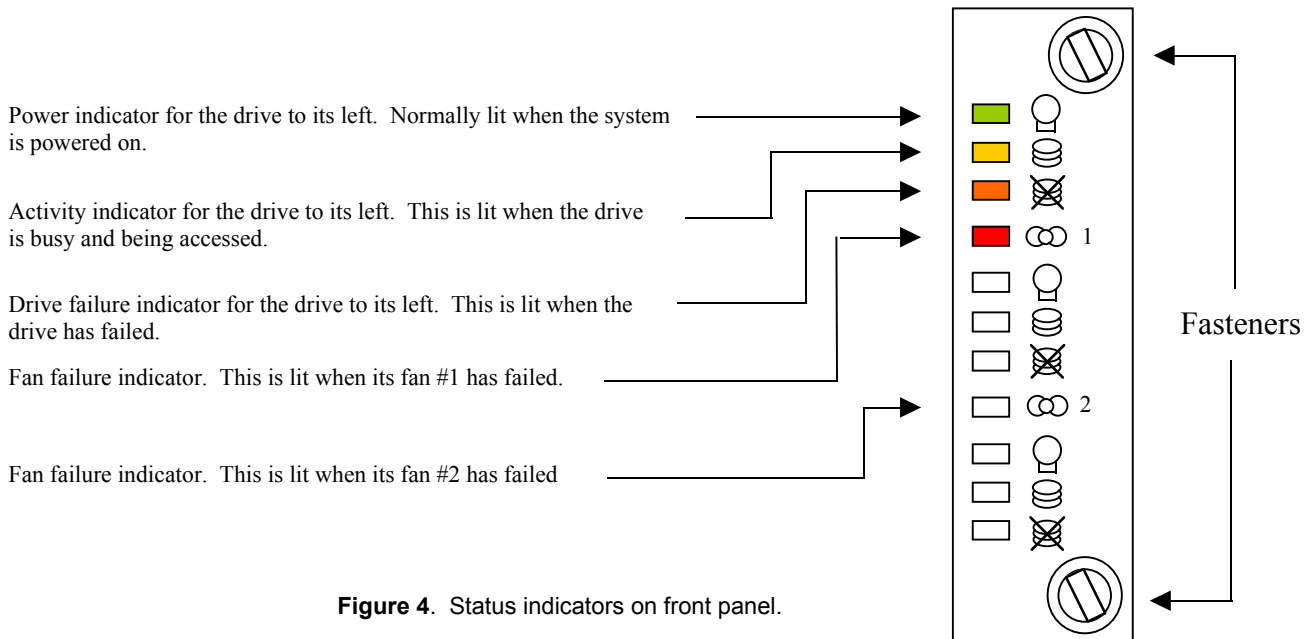 Power indicator for the drive to its left.  Normally lit when the system
is powered on.
Activity indicator for the drive to its left.  This is lit when the drive
is busy and being accessed.
Drive failure indicator for the drive to its left.  This is lit when the
drive has failed.
Fan failure indicator.  This is lit when its fan #1 has failed.
Fan failure indicator.  This is lit when its fan #2 has failed
1
2
Fasteners
Figure 4.  Status indicators on front panel.